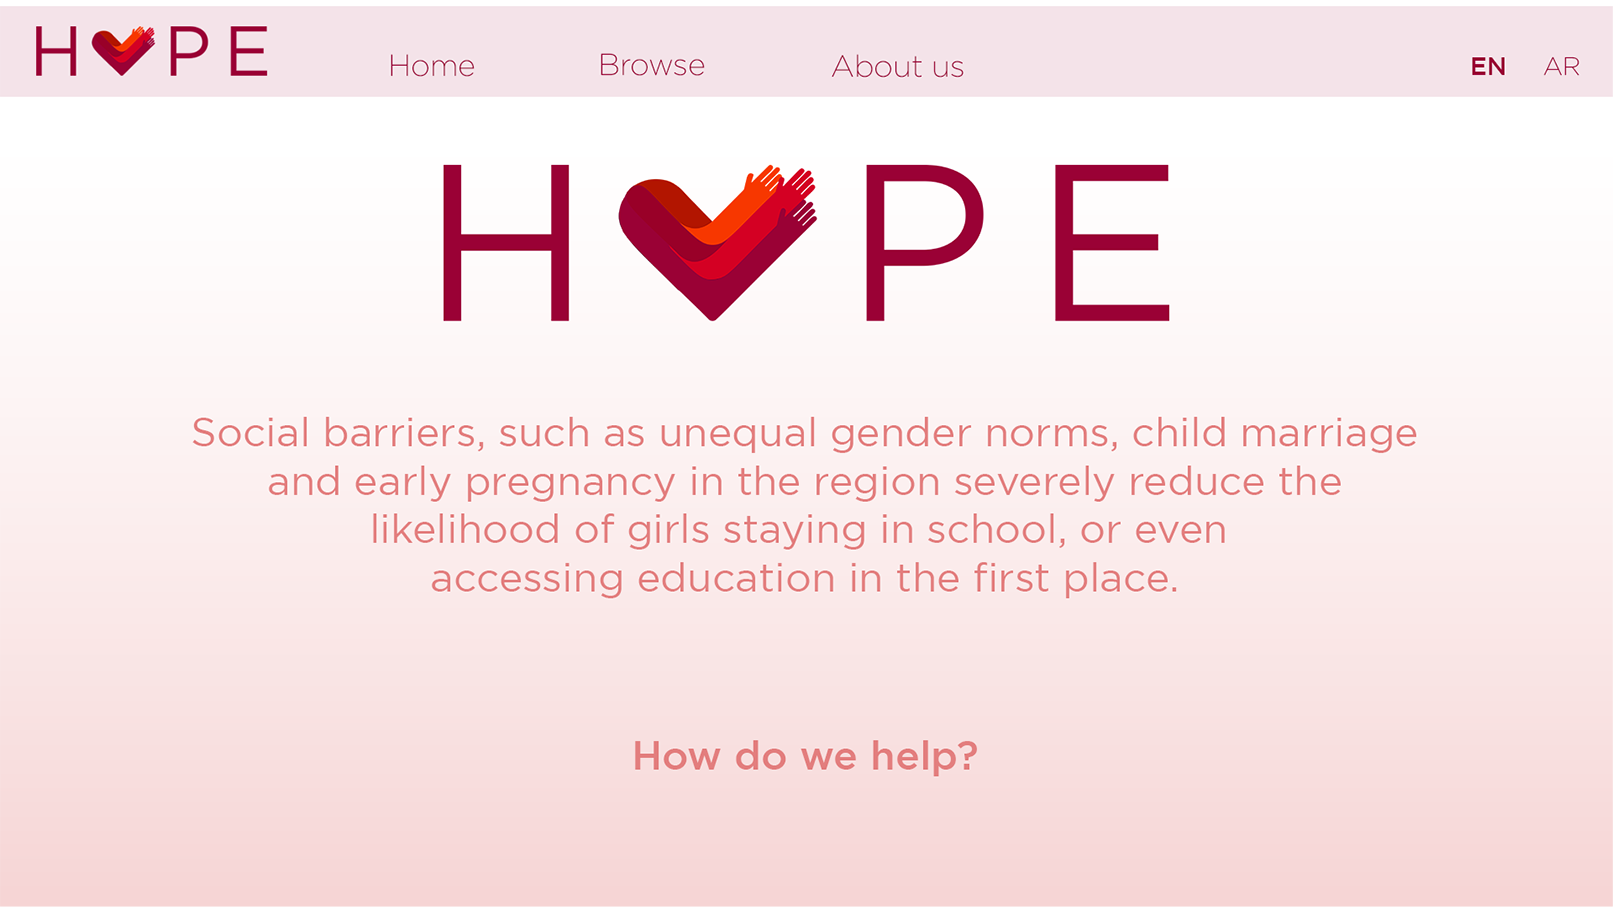 HOPE Home Browse About us EN AR
HOPE
Social barriers, such as unequal gender norms, child marriage
and early pregnancy in the region severely reduce the
likelihood of girls staying in school, or even
accessing education in the first place.
How do we help?